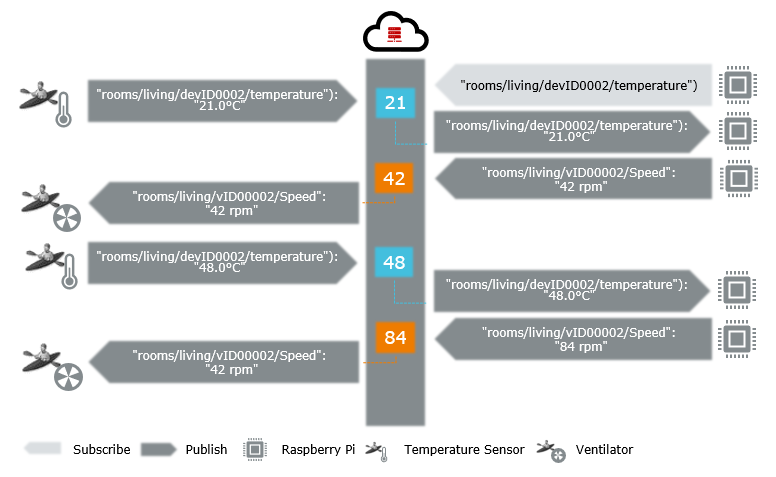 "rooms/living/devID0002/temperature")
"rooms/living/devID0002/temperature"):
"21.0°C"
21
"rooms/living/devID0002/temperature"):
"21.0°C"
42
"rooms/living/vID00002/Speed":
"42 rpm"
"rooms/living/vID00002/Speed":
"42 rpm"
"rooms/living/devID0002/temperature"):
"48.0°C"
48
"rooms/living/devID0002/temperature"):
"48.0°C"
84
"rooms/living/vID00002/Speed":
"84 rpm"
"rooms/living/vID00002/Speed":
"42 rpm"
Subscribe
Publish
Raspberry Pi
Temperature Sensor
Ventilator